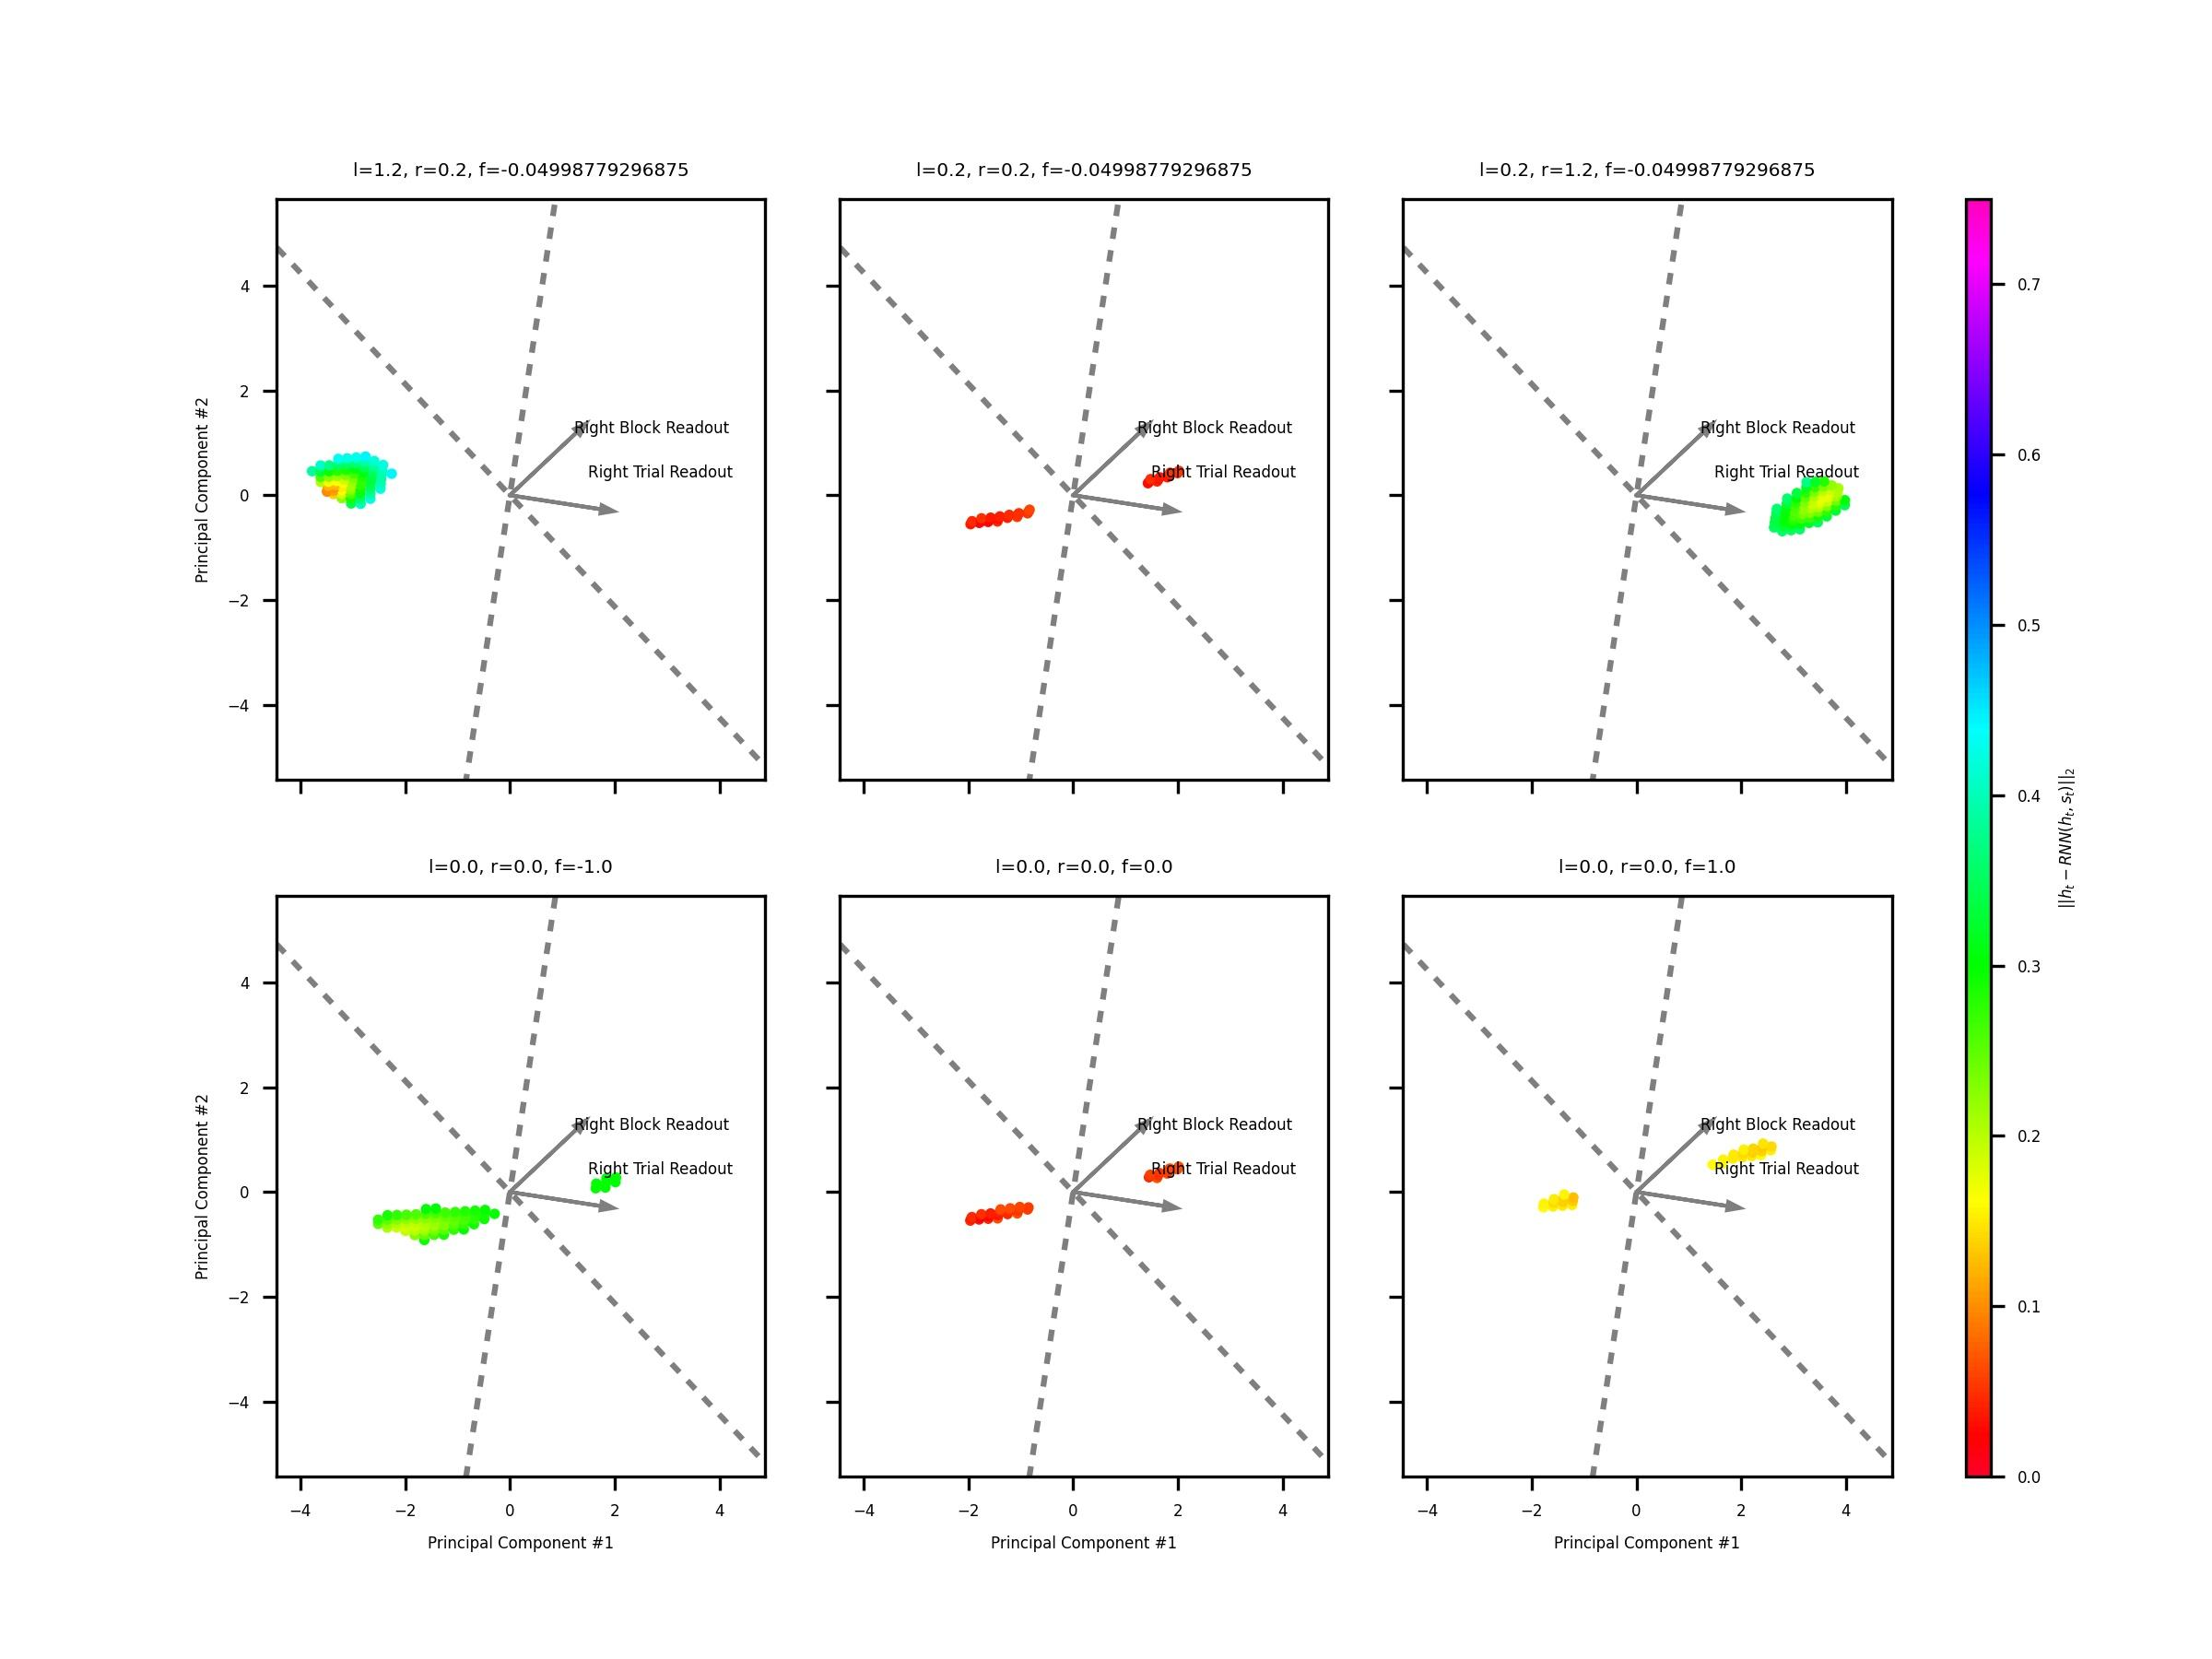 l=1.2, r=0.2, f=-0.04998779296875
l=0.2, r=0.2, f=-0.04998779296875
l=0.2, r=1.2, f=-0.04998779296875
Principal Component #2
4
2
0
−2
−4
Right Block Readout
Right Trial Readout
Right Block Readout
Right Trial Readout
Right Block Readout
Right Trial Readout
l=0.0, r=0.0, f=-1.0
l=0.0, r=0.0, f=0.0
l=0.0, r=0.0, f=1.0
Principal Component #2
4
2
0
−2
−4
Right Block Readout
Right Trial Readout
Right Block Readout
Right Trial Readout
Right Block Readout
Right Trial Readout
−4 −2 0 2 4
−4 −2 0 2 4
−4 −2 0 2 4
Principal Component #1
Principal Component #1
Principal Component #1
0.7
0.6
0.5
0.4
0.3
0.2
0.1
0.0
||h_t − RNN(h_t, s_t)||_2